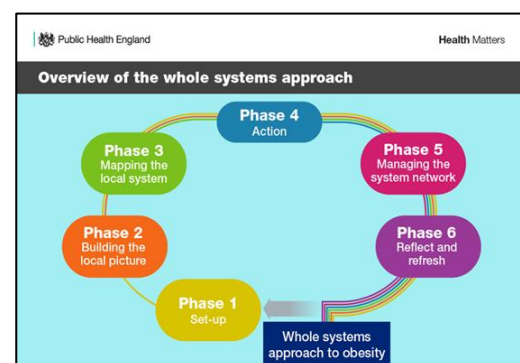 Public Health England
Health Matters
Overview of the whole systems approach
Phase 4
Action
Phase 3
Mapping the
local system
Phase 5
Managing the
system network
Phase 2
Building the
local picture
Phase 6
Reflect and
refresh
Phase 1
Set-up
Whole systems
approach to obesity